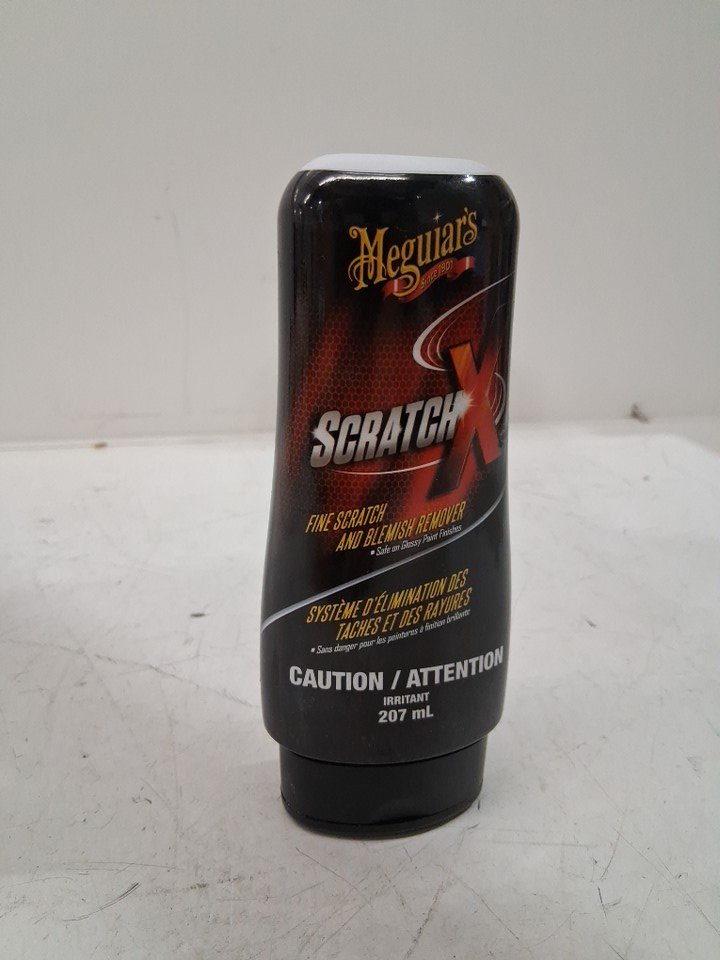 Meguiar's
Since 1901
SCRATCH X
FINE SCRATCH
AND BLEMISH REMOVER
• Safe on Glossy Paint Finishes
SYSTÈME D'ÉLIMINATION DES
TACHES ET DES RAYURES
• Sans danger pour les peintures à finition brillante
CAUTION / ATTENTION
IRRITANT
207 mL